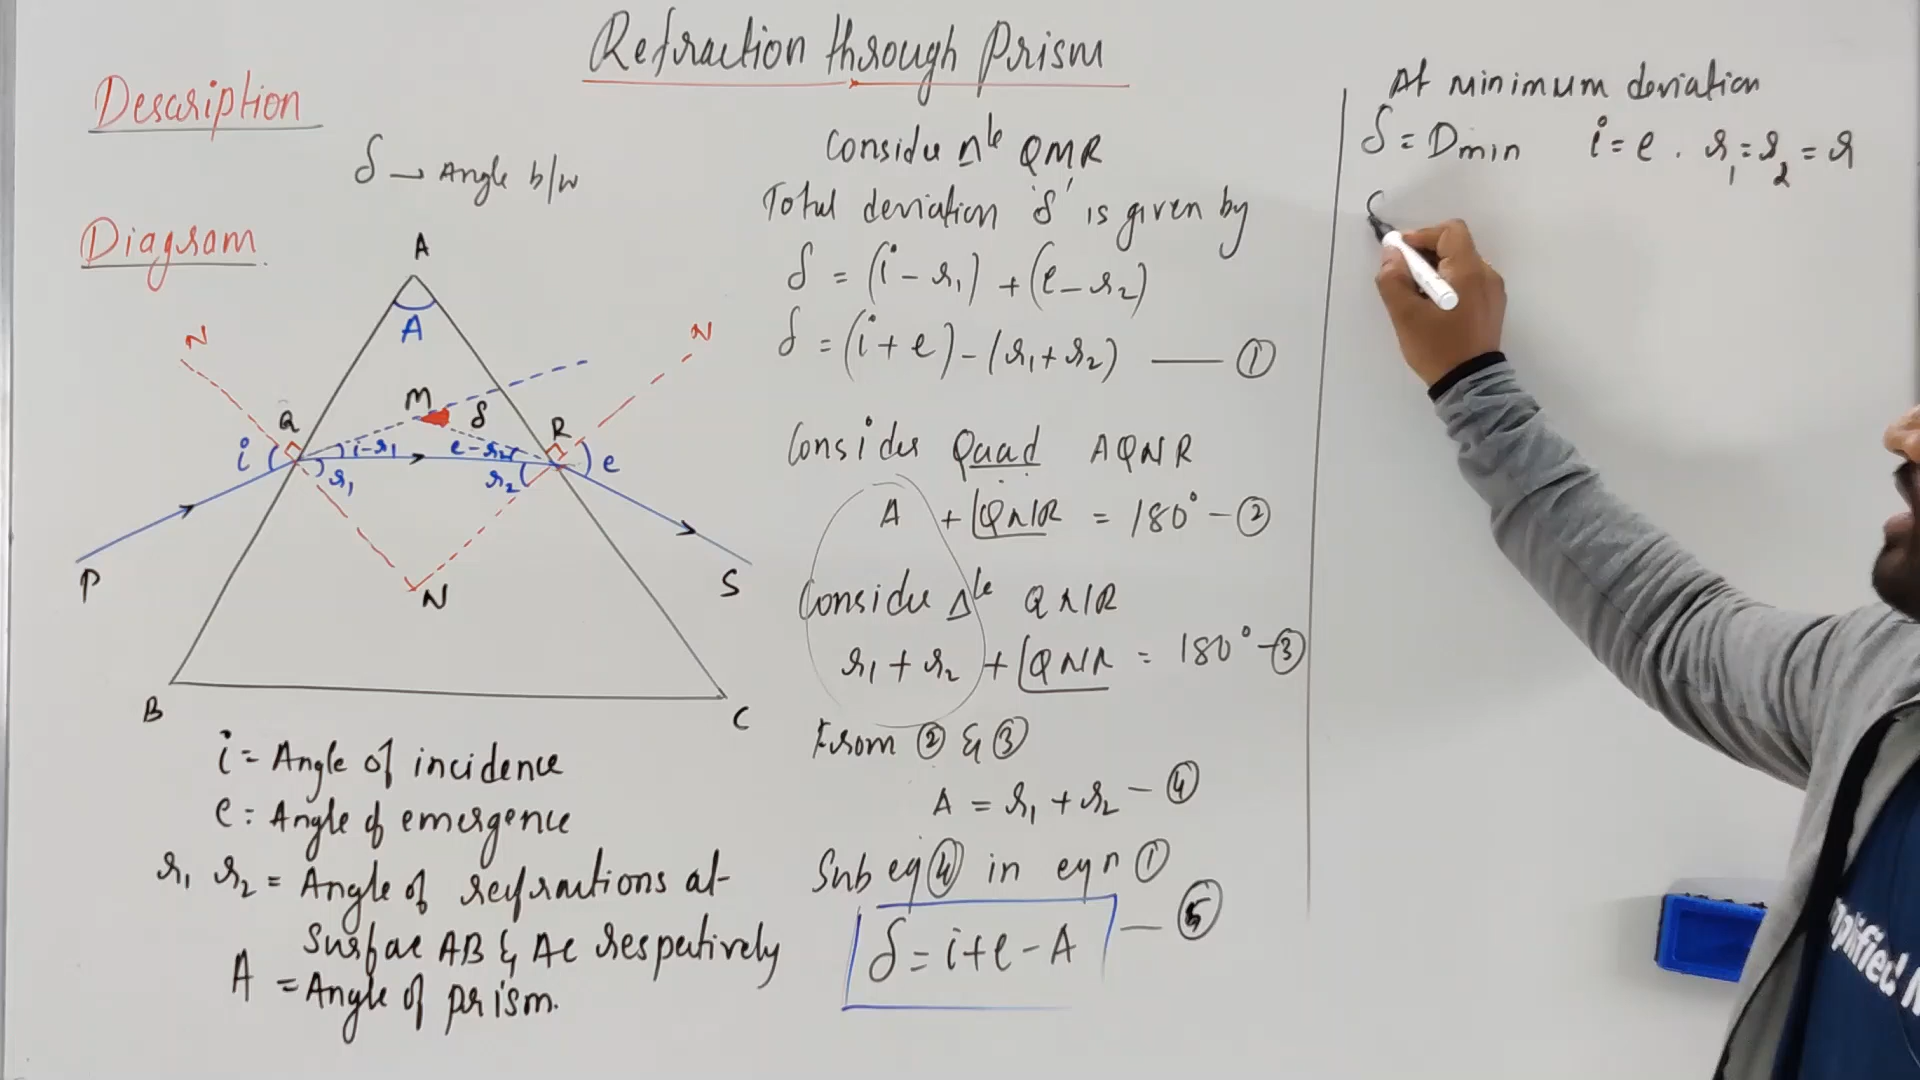 Refraction through Prism
Description
δ → Angle b/w
Diagram
A
A
N
N
M
δ
Q
R
i
i-r₁
e-r₂
e
r₁
r₂
P
N
S
B
C
i = Angle of incidence
e = Angle of emergence
r₁ r₂ = Angle of refractions at
Surface AB & AC respectively
A = Angle of prism.
Consider Δle QMR
Total deviation 'δ' is given by
δ = (i - r₁) + (e - r₂)
δ = (i + e) - (r₁ + r₂) — ①
Consider Quad AQNR
A + ∠QNR = 180° - ②
Consider Δle QNR
r₁ + r₂ + ∠QNR = 180° - ③
From ② & ③
A = r₁ + r₂ - ④
Sub eq ④ in eqn ①
δ = i + e - A — ⑤
At minimum deviation
δ = Dmin i = e . r₁ = r₂ = r